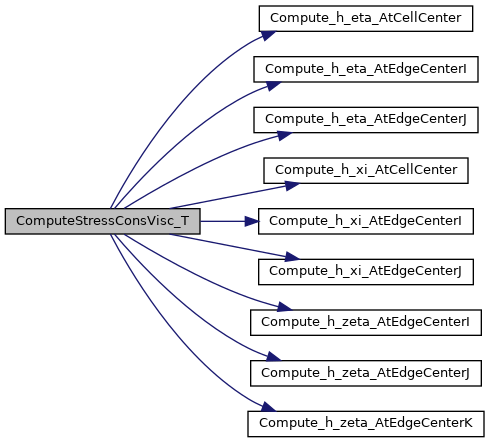 Compute_h_eta_AtCellCenter
Compute_h_eta_AtEdgeCenterI
Compute_h_eta_AtEdgeCenterJ
Compute_h_xi_AtCellCenter
ComputeStressConsVisc_T
Compute_h_xi_AtEdgeCenterI
Compute_h_xi_AtEdgeCenterJ
Compute_h_zeta_AtEdgeCenterI
Compute_h_zeta_AtEdgeCenterJ
Compute_h_zeta_AtEdgeCenterK